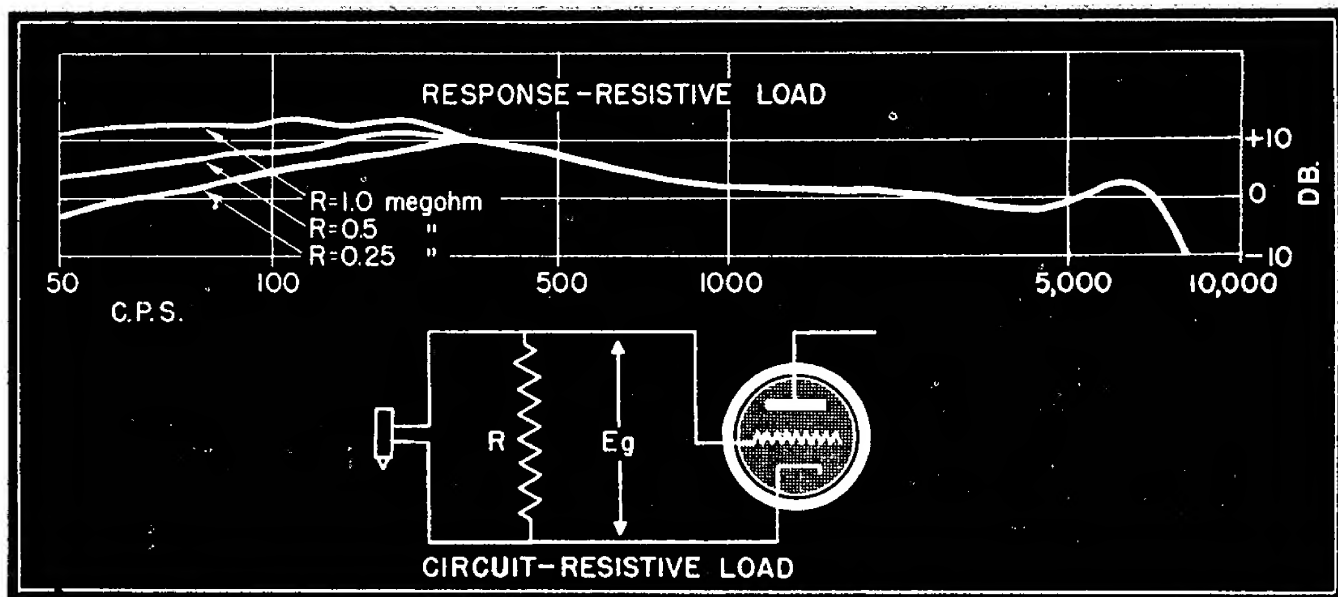 RESPONSE-RESISTIVE LOAD
+10
0
-10
DB.
R=1.0 megohm
R=0.5 "
R=0.25 "
50
100
500
1000
5,000
10,000
C.P.S.
R
Eg
CIRCUIT-RESISTIVE LOAD